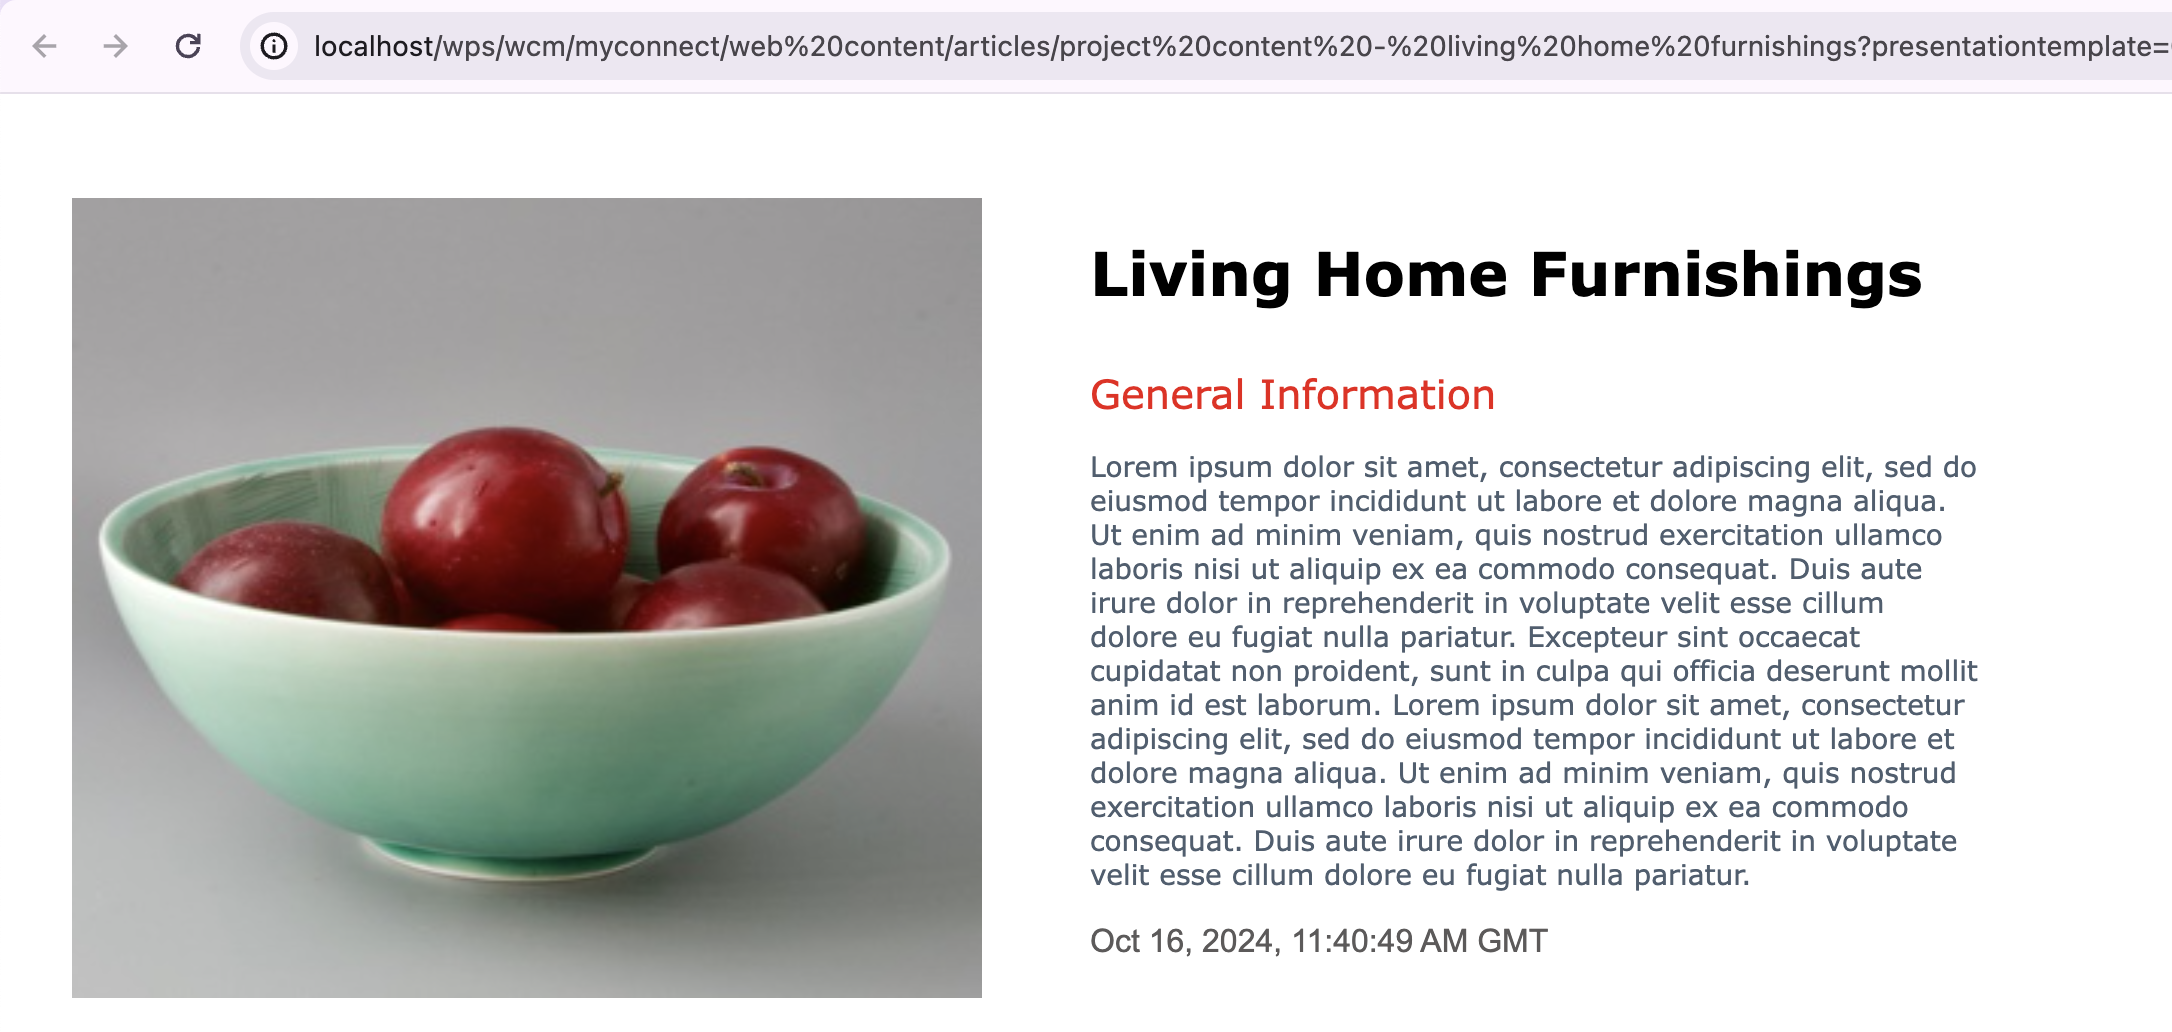 localhost/wps/wcm/myconnect/web%20content/articles/project%20content%20-%20living%20home%20furnishings?presentationtemplate=
Living Home Furnishings
General Information
Lorem ipsum dolor sit amet, consectetur adipiscing elit, sed do
eiusmod tempor incididunt ut labore et dolore magna aliqua.
Ut enim ad minim veniam, quis nostrud exercitation ullamco
laboris nisi ut aliquip ex ea commodo consequat. Duis aute
irure dolor in reprehenderit in voluptate velit esse cillum
dolore eu fugiat nulla pariatur. Excepteur sint occaecat
cupidatat non proident, sunt in culpa qui officia deserunt mollit
anim id est laborum. Lorem ipsum dolor sit amet, consectetur
adipiscing elit, sed do eiusmod tempor incididunt ut labore et
dolore magna aliqua. Ut enim ad minim veniam, quis nostrud
exercitation ullamco laboris nisi ut aliquip ex ea commodo
consequat. Duis aute irure dolor in reprehenderit in voluptate
velit esse cillum dolore eu fugiat nulla pariatur.
Oct 16, 2024, 11:40:49 AM GMT